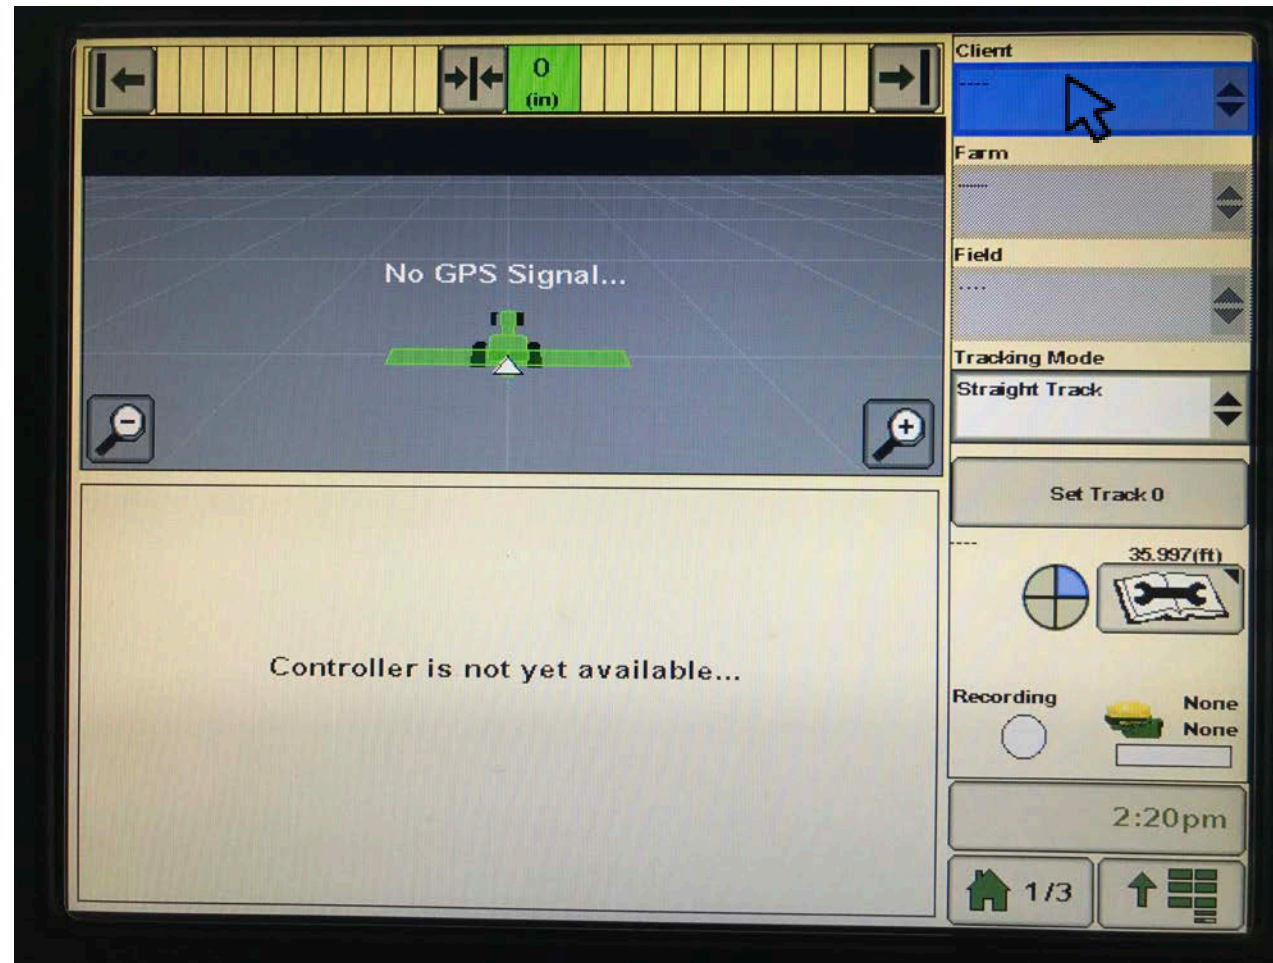 0
(in)
No GPS Signal...
Controller is not yet available...
Client
----
Farm
Field
Tracking Mode
Straight Track
Set Track 0
----
35.997(ft)
Recording
None
None
2:20pm
1/3